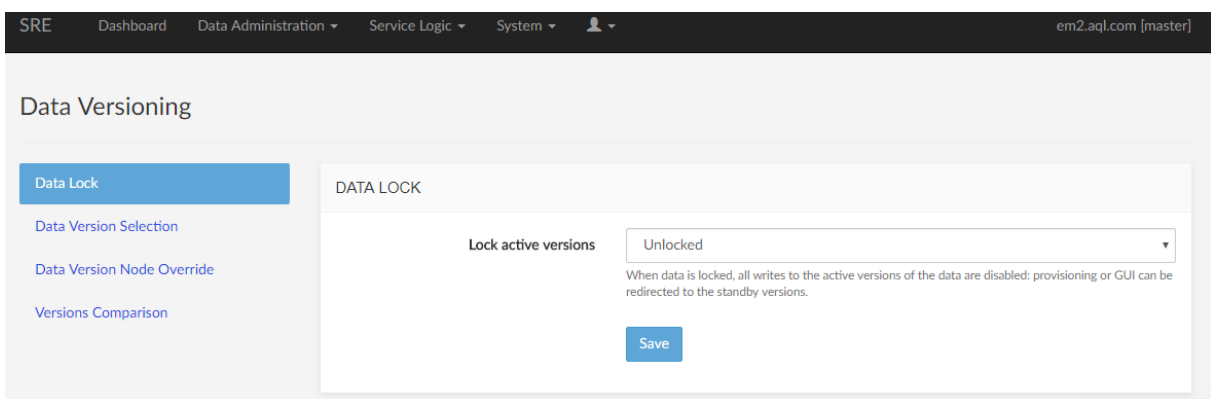 SRE Dashboard Data Administration Service Logic System em2.aql.com [master]
Data Versioning
Data Lock
Data Version Selection
Data Version Node Override
Versions Comparison
DATA LOCK
Lock active versions Unlocked
When data is locked, all writes to the active versions of the data are disabled: provisioning or GUI can be
redirected to the standby versions.
Save